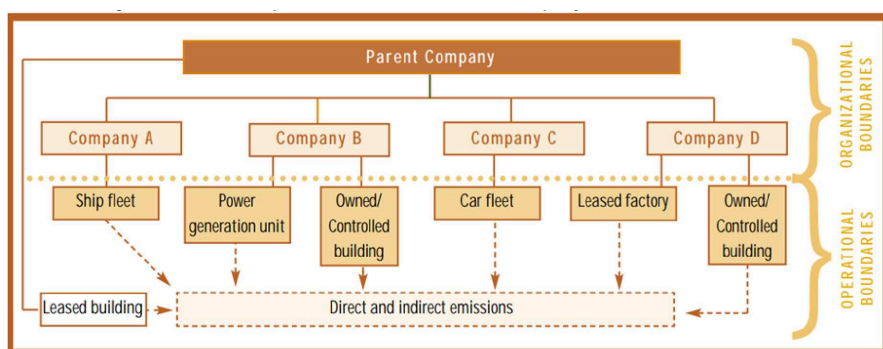 Parent Company
Company A
Company B
Company C
Company D
ORGANIZATIONAL
BOUNDARIES
Ship fleet
Power
generation unit
Owned/
Controlled
building
Car fleet
Leased factory
Owned/
Controlled
building
Leased building
Direct and indirect emissions
OPERATIONAL
BOUNDARIES